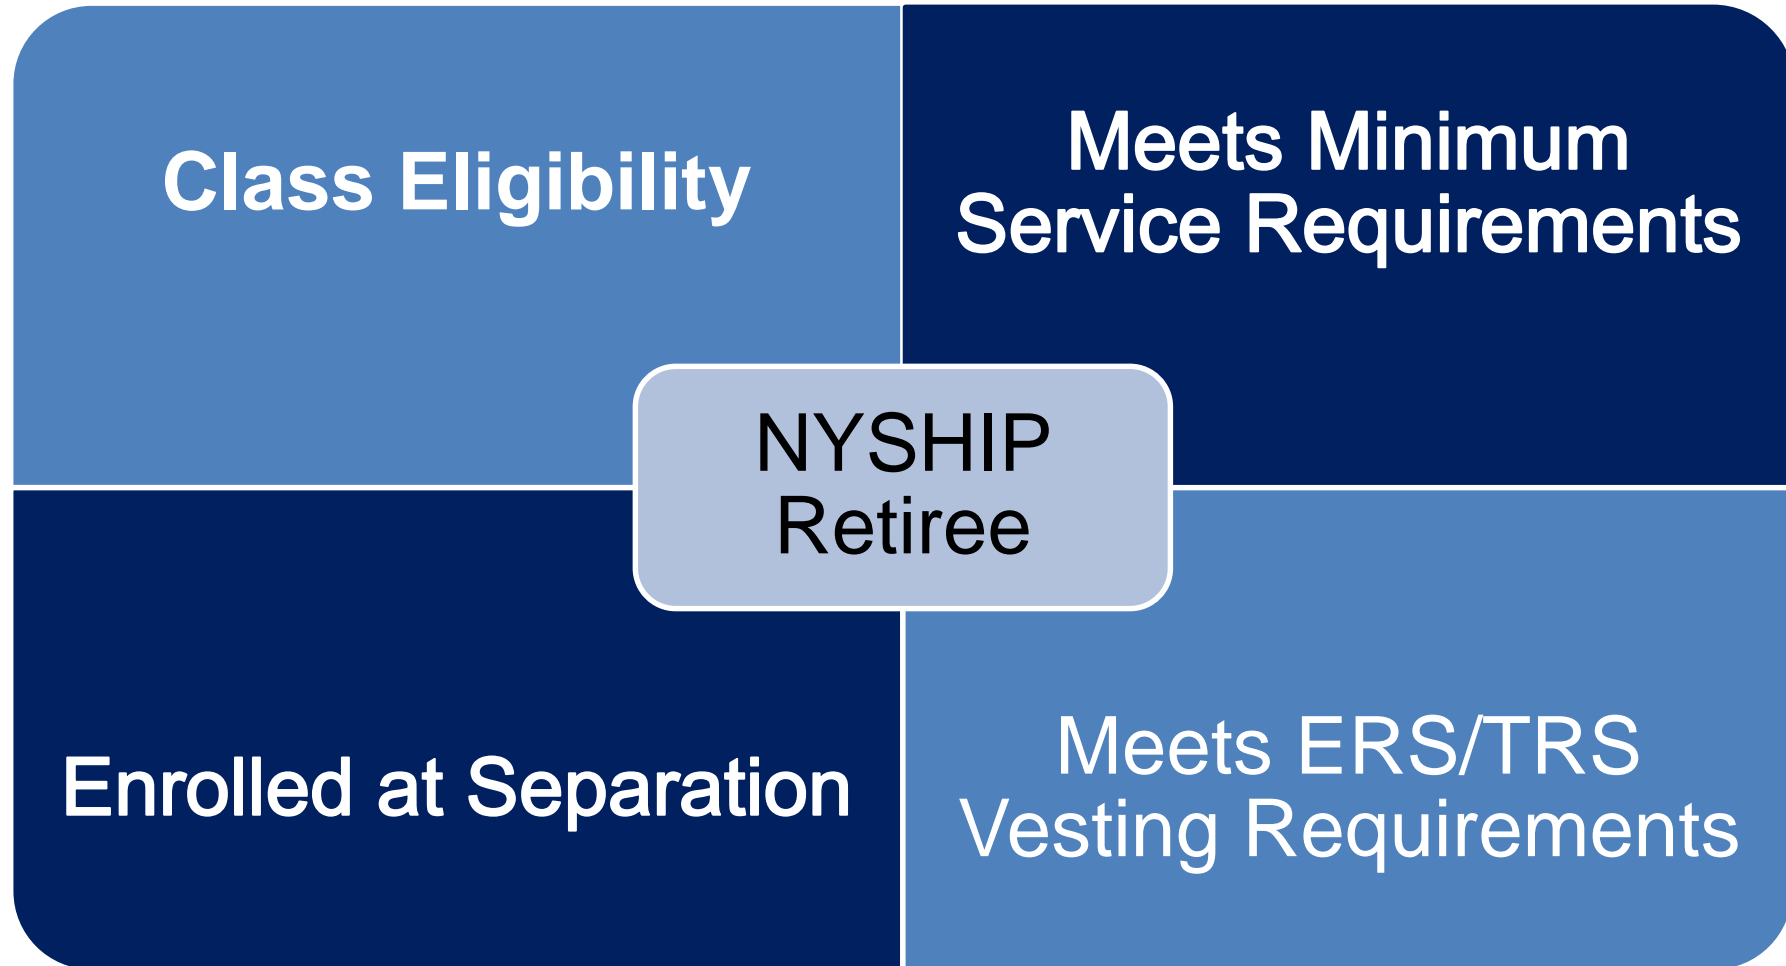 Class Eligibility
Meets Minimum
Service Requirements
NYSHIP
Retiree
Enrolled at Separation
Meets ERS/TRS
Vesting Requirements